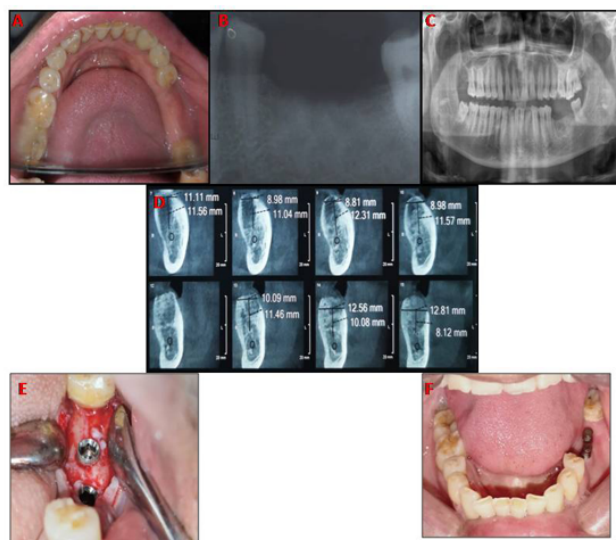 A
B
C
D
11.11 mm
11.56 mm
8.98 mm
11.04 mm
8.81 mm
12.31 mm
8.98 mm
11.57 mm
10.09 mm
11.46 mm
12.56 mm
10.08 mm
12.81 mm
8.12 mm
E
F